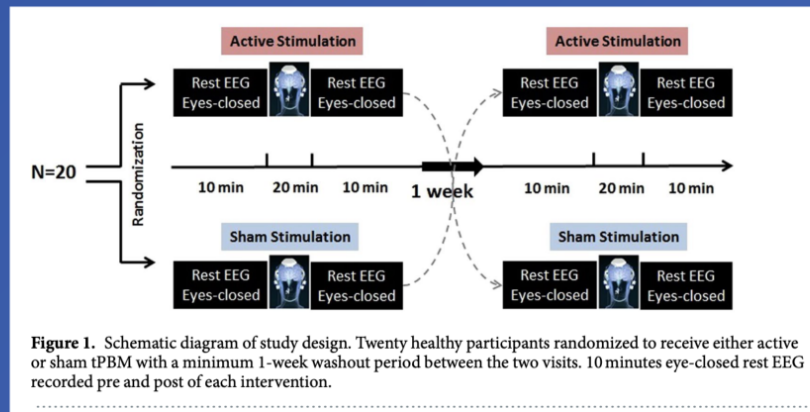 Active Stimulation
Active Stimulation
Rest EEG
Eyes-closed
Rest EEG
Eyes-closed
Rest EEG
Eyes-closed
Rest EEG
Eyes-closed
N=20
Randomization
10 min
20 min
10 min
1 week
10 min
20 min
10 min
Sham Stimulation
Sham Stimulation
Rest EEG
Eyes-closed
Rest EEG
Eyes-closed
Rest EEG
Eyes-closed
Rest EEG
Eyes-closed
Figure 1. Schematic diagram of study design. Twenty healthy participants randomized to receive either active
or sham tPBM with a minimum 1-week washout period between the two visits. 10 minutes eye-closed rest EEG
recorded pre and post of each intervention.